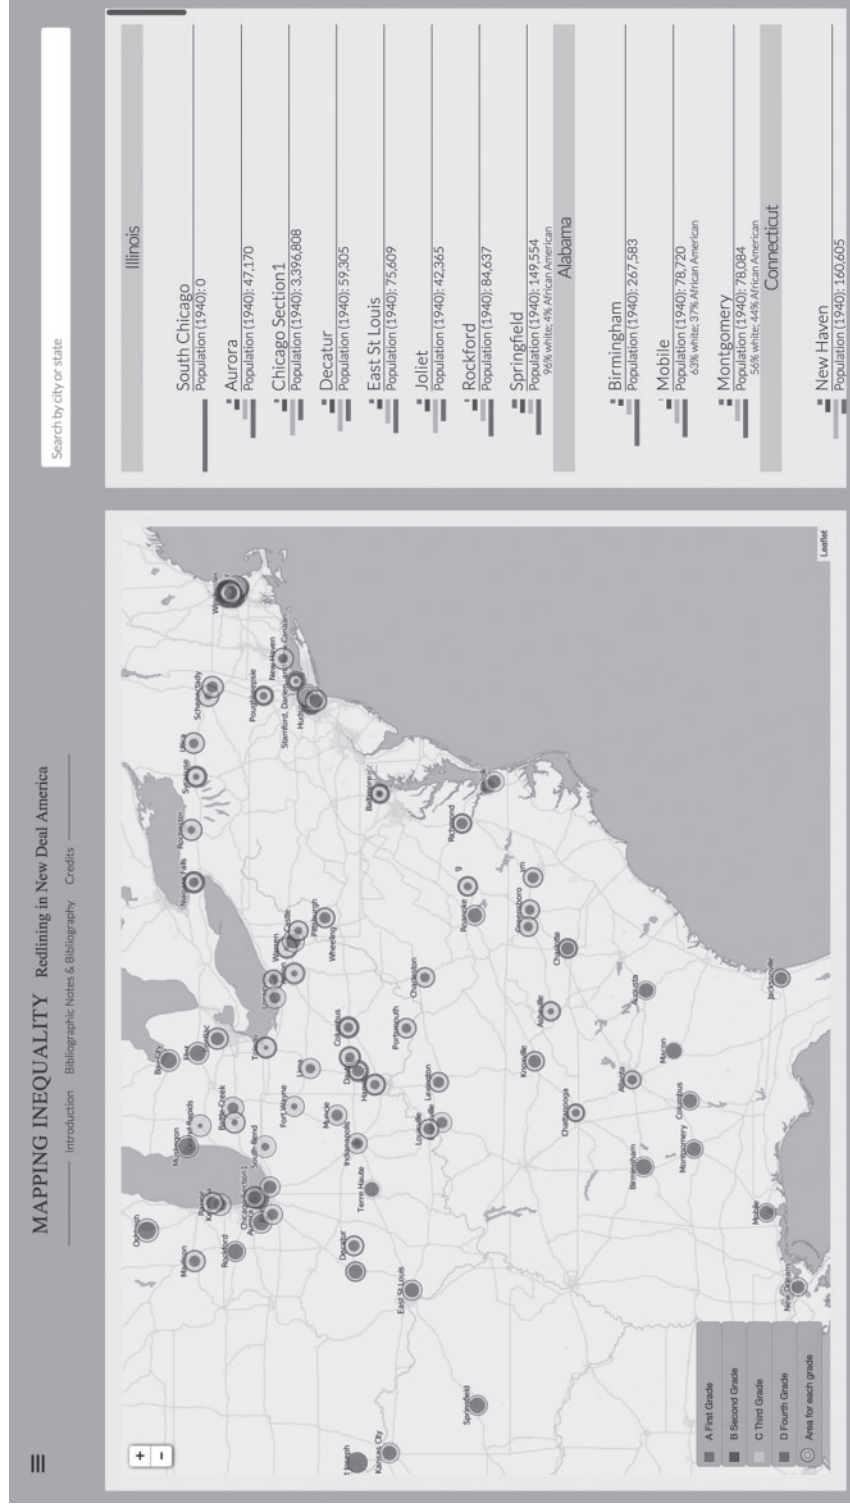 MAPPING INEQUALITY Redlining in New Deal America
Introduction Bibliographic Notes & Bibliography Credits
Search by city or state
+
−
Oshkosh
Madison
Rockford
Muskegon
Bay City
Flint
Pontiac
Battle Creek
South Bend
Toledo
Fort Wayne
Lima
Muncie
Indianapolis
Terre Haute
Decatur
East St Louis
Springfield
Kansas City
Columbus
Portsmouth
Lexington
Charleston
Warren
Pittsburgh
Wheeling
Niagara Falls
Rochester
Syracuse
Utica
Schenectady
Poughkeepsie
New Haven
Stamford, Darien,
Baltimore
Richmond
Roanoke
Greensboro
Charlotte
Asheville
Knoxville
Chattanooga
Atlanta
Augusta
Macon
Columbus
Birmingham
Montgomery
Mobile
New Orleans
Jacksonville
A First Grade
B Second Grade
C Third Grade
D Fourth Grade
Area for each grade
Leaflet
Illinois
South Chicago
Population (1940): 0
Aurora
Population (1940): 47,170
Chicago Section1
Population (1940): 3,396,808
Decatur
Population (1940): 59,305
East St Louis
Population (1940): 75,609
Joliet
Population (1940): 42,365
Rockford
Population (1940): 84,637
Springfield
Population (1940): 149,554
96% white; 4% African American
Alabama
Birmingham
Population (1940): 267,583
Mobile
Population (1940): 78,720
63% white; 37% African American
Montgomery
Population (1940): 78,084
56% white; 44% African American
Connecticut
New Haven
Population (1940): 160,605